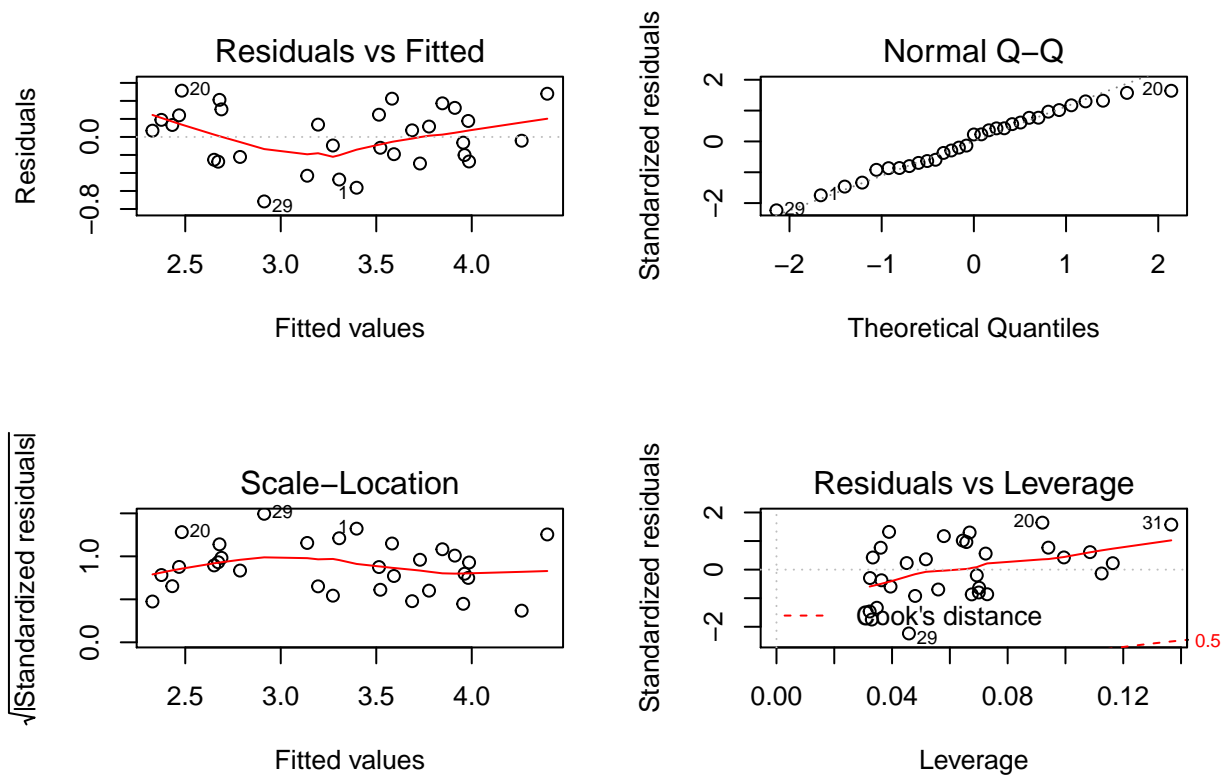 Residuals vs Fitted
Residuals
0.0
−0.8
20
29
1
2.5 3.0 3.5 4.0
Fitted values
Normal Q−Q
Standardized residuals
2
0
−2
20
1
29
−2 −1 0 1 2
Theoretical Quantiles
Scale−Location
√|Standardized residuals|
1.0
0.0
20
29
1
2.5 3.0 3.5 4.0
Fitted values
Residuals vs Leverage
Standardized residuals
2
0
−2
20
31
Cook's distance
29
0.5
0.00 0.04 0.08 0.12
Leverage